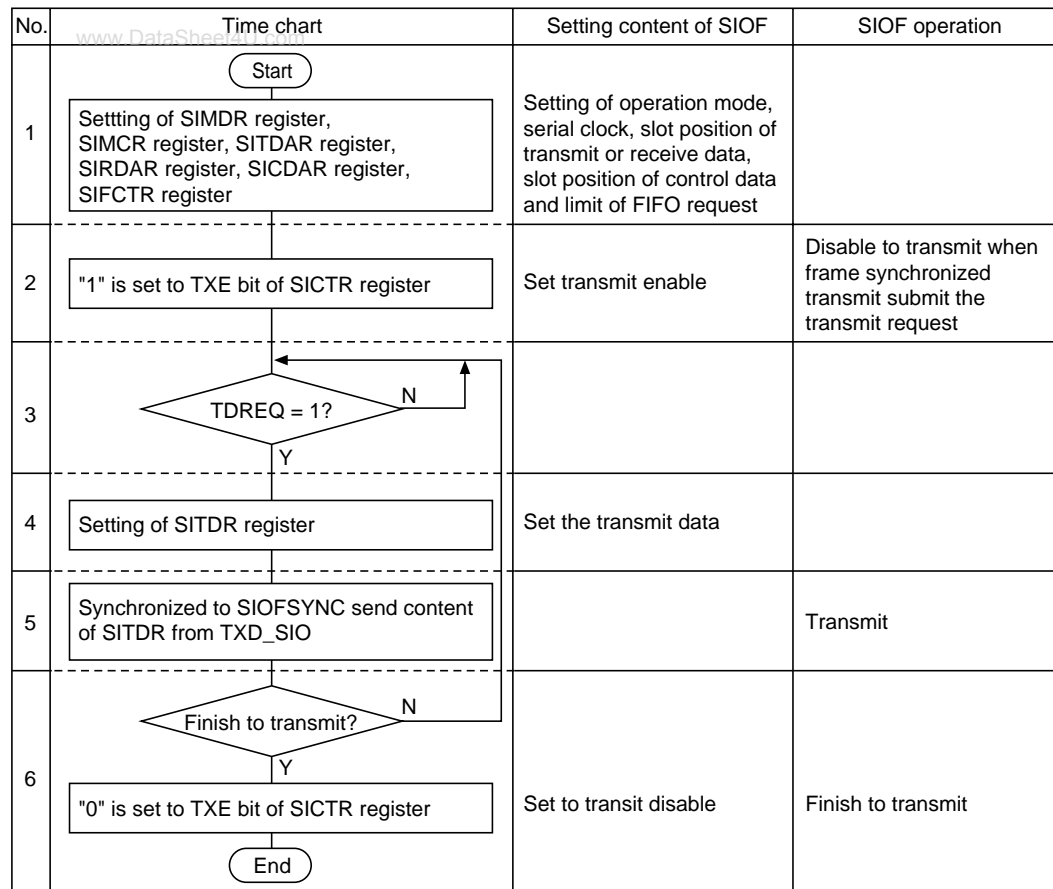 No.
Time chart
Setting content of SIOF
SIOF operation
www.DataSheet4U.com
Start
1
Settting of SIMDR register,
SIMCR register, SITDAR register,
SIRDAR register, SICDAR register,
SIFCTR register
Setting of operation mode,
serial clock, slot position of
transmit or receive data,
slot position of control data
and limit of FIFO request
2
"1" is set to TXE bit of SICTR register
Set transmit enable
Disable to transmit when
frame synchronized
transmit submit the
transmit request
3
TDREQ = 1?
N
Y
4
Setting of SITDR register
Set the transmit data
5
Synchronized to SIOFSYNC send content
of SITDR from TXD_SIO
Transmit
6
Finish to transmit?
N
Y
"0" is set to TXE bit of SICTR register
Set to transit disable
Finish to transmit
End